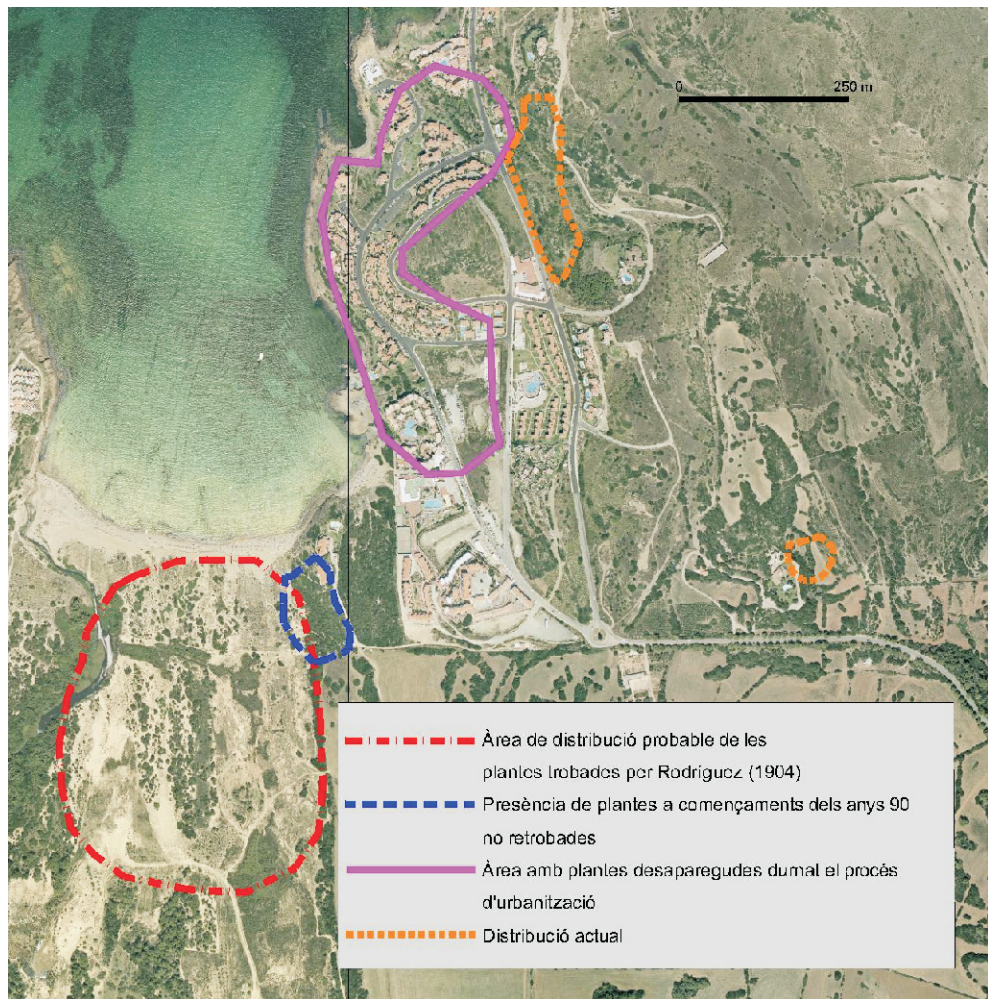 0 250 m
Àrea de distribució probable de les
plantes trobades per Rodríguez (1904)
Presència de plantes a començaments dels anys 90
no retrobades
Àrea amb plantes desaparegudes durnat el procés
d'urbanització
Distribució actual